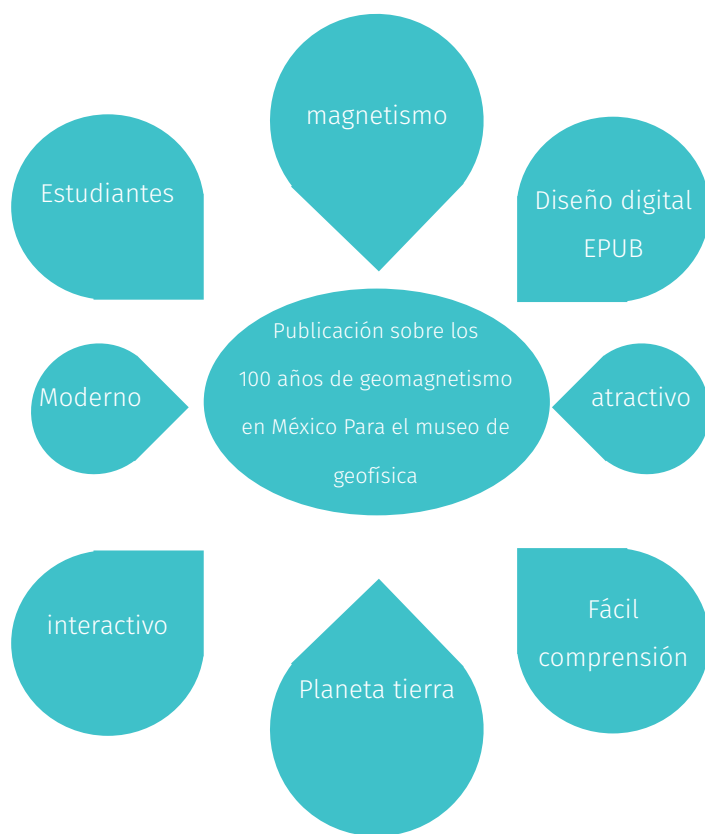 magnetismo
Estudiantes
Diseño digital
EPUB
Publicación sobre los
100 años de geomagnetismo
en México Para el museo de
geofísica
Moderno
atractivo
interactivo
Fácil
comprensión
Planeta tierra